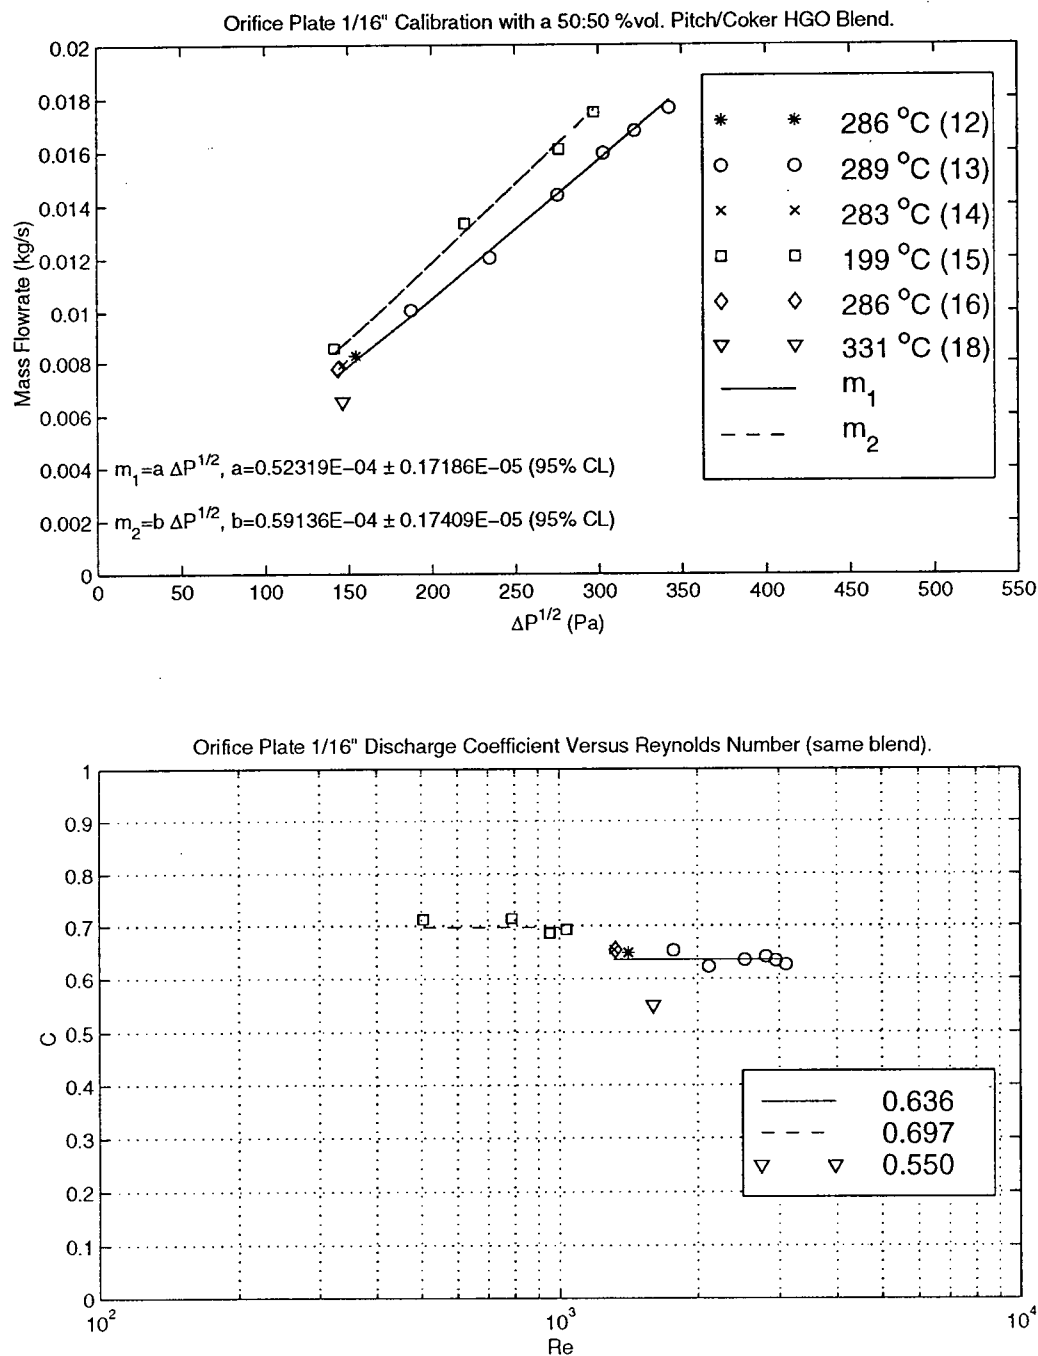 Orifice Plate 1/16" Calibration with a 50:50 %vol. Pitch/Coker HGO Blend.
0.02
0.018
0.016
0.014
0.012
0.01
0.008
0.006
0.004
0.002
0
Mass Flowrate (kg/s)
286 °C (12)
289 °C (13)
283 °C (14)
199 °C (15)
286 °C (16)
331 °C (18)
m1
m2
m1=a ΔP1/2, a=0.52319E−04 ± 0.17186E−05 (95% CL)
m2=b ΔP1/2, b=0.59136E−04 ± 0.17409E−05 (95% CL)
0 50 100 150 200 250 300 350 400 450 500 550
ΔP1/2 (Pa)
Orifice Plate 1/16" Discharge Coefficient Versus Reynolds Number (same blend).
1
0.9
0.8
0.7
0.6
0.5
0.4
0.3
0.2
0.1
0
C
0.636
0.697
0.550
10² 10³ 10⁴
Re